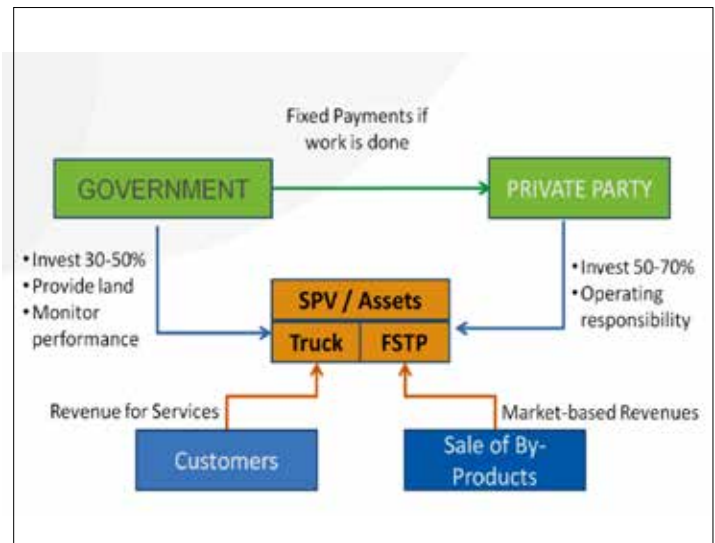 Fixed Payments if
work is done
GOVERNMENT
PRIVATE PARTY
•Invest 30-50%
•Provide land
•Monitor
performance
•Invest 50-70%
•Operating
responsibility
SPV / Assets
Truck
FSTP
Revenue for Services
Market-based Revenues
Customers
Sale of By-
Products